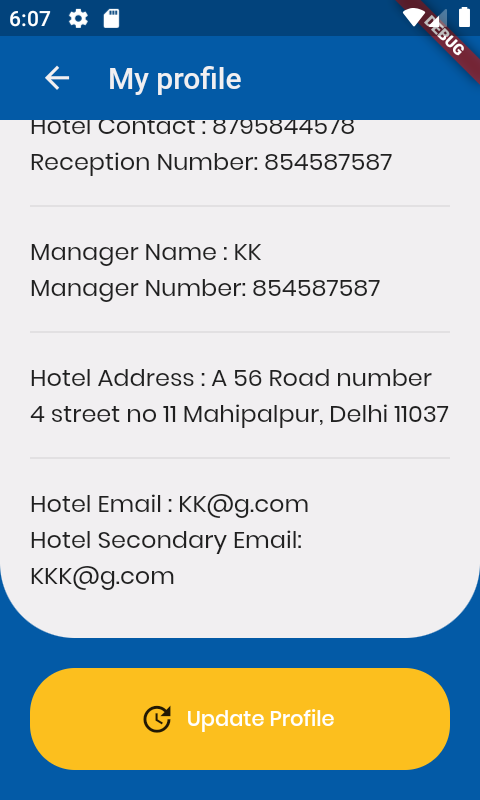 6:07
DEBUG
My profile
Hotel Contact : 8795844578
Reception Number: 854587587
Manager Name : KK
Manager Number: 854587587
Hotel Address : A 56 Road number
4 street no 11 Mahipalpur, Delhi 11037
Hotel Email : KK@g.com
Hotel Secondary Email:
KKK@g.com
Update Profile